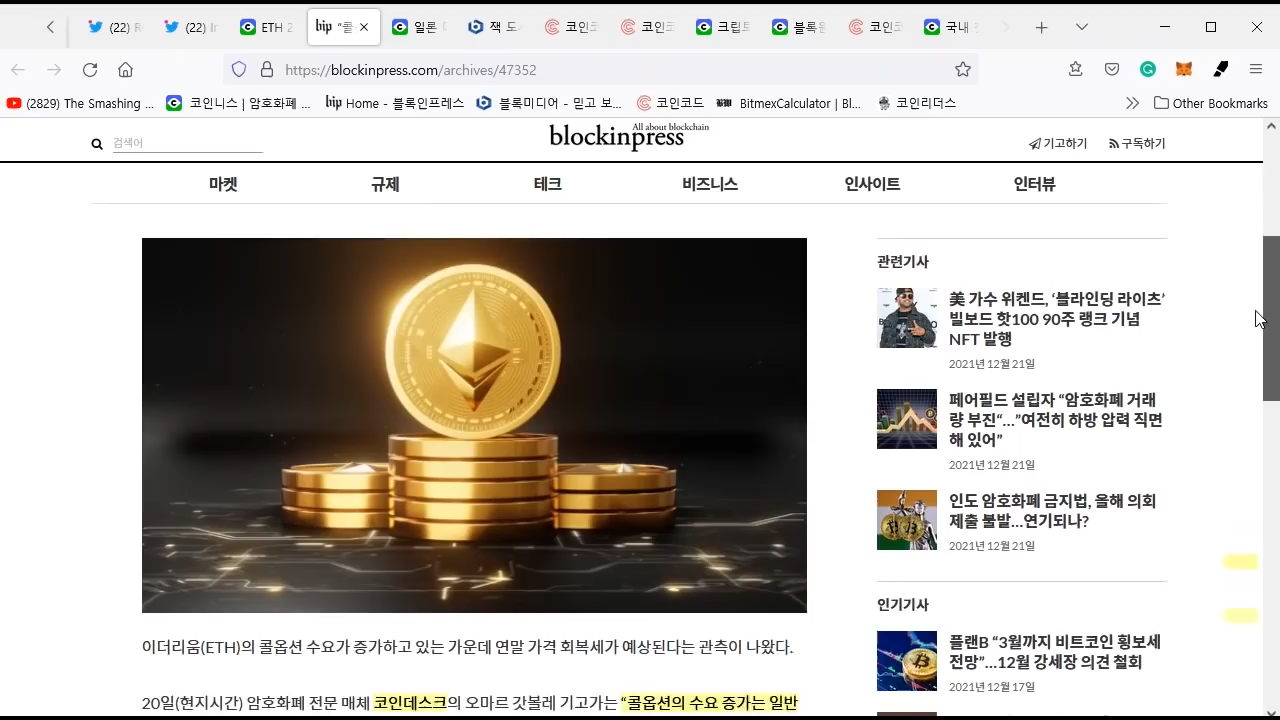 (22) R
(22) Ir
ETH 2
bip "콜
일론
잭 도
코인코
코인코
크립토
블록원
코인코
국내
https://blockinpress.com/archives/47352
(2829) The Smashing ...
코인니스 | 암호화폐 ...
Home - 블록인프레스
블록미디어 - 믿고 보...
코인코드
BitmexCalculator | Bl...
코인리더스
Other Bookmarks
검색어
All about blockchain
blockinpress
기고하기
구독하기
마켓
규제
테크
비즈니스
인사이트
인터뷰
관련기사
美 가수 위켄드, ‘블라인딩 라이츠’
빌보드 핫100 90주 랭크 기념
NFT 발행
2021년 12월 21일
페어필드 설립자 “암호화폐 거래
량 부진“…”여전히 하방 압력 직면
해 있어”
2021년 12월 21일
인도 암호화폐 금지법, 올해 의회
제출 불발…연기되나?
2021년 12월 21일
인기기사
플랜B “3월까지 비트코인 횡보세
전망”…12월 강세장 의견 철회
2021년 12월 17일
이더리움(ETH)의 콜옵션 수요가 증가하고 있는 가운데 연말 가격 회복세가 예상된다는 관측이 나왔다.
20일(현시시간) 암호화폐 전문 매체 코인데스크의 오마르 갓볼레 기고가는 “콜옵션의 수요 증가는 일반